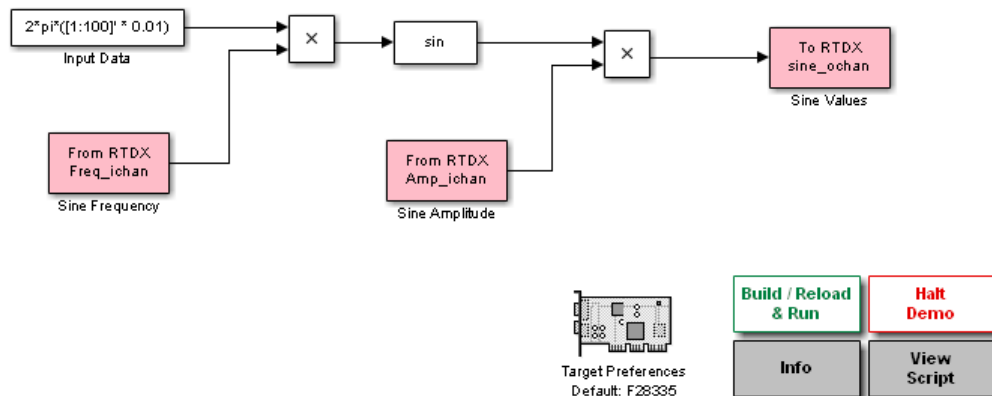 2*pi*([1:100]' * 0.01)
Input Data
×
sin
×
To RTDX
sine_ochan
Sine Values
From RTDX
Freq_ichan
Sine Frequency
From RTDX
Amp_ichan
Sine Amplitude
Target Preferences
Default: F28335
Build / Reload
& Run
Halt
Demo
Info
View
Script